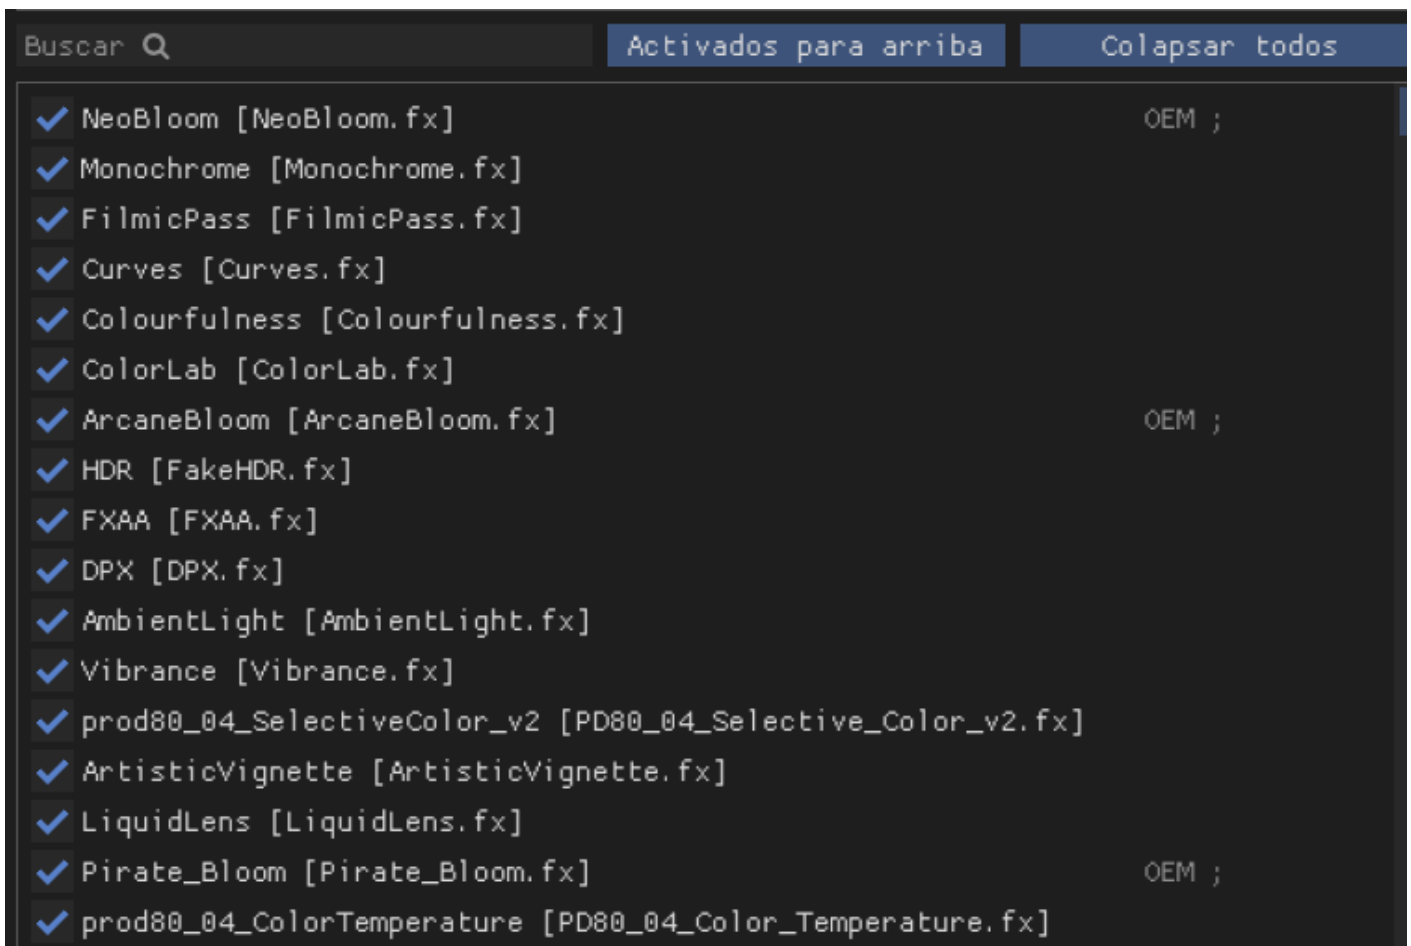 Buscar
Activados para arriba
Colapsar todos
NeoBloom [NeoBloom.fx] OEM ;
Monochrome [Monochrome.fx]
FilmicPass [FilmicPass.fx]
Curves [Curves.fx]
Colourfulness [Colourfulness.fx]
ColorLab [ColorLab.fx]
ArcaneBloom [ArcaneBloom.fx] OEM ;
HDR [FakeHDR.fx]
FXAA [FXAA.fx]
DPX [DPX.fx]
AmbientLight [AmbientLight.fx]
Vibrance [Vibrance.fx]
prod80_04_SelectiveColor_v2 [PD80_04_Selective_Color_v2.fx]
ArtisticVignette [ArtisticVignette.fx]
LiquidLens [LiquidLens.fx]
Pirate_Bloom [Pirate_Bloom.fx] OEM ;
prod80_04_ColorTemperature [PD80_04_Color_Temperature.fx]